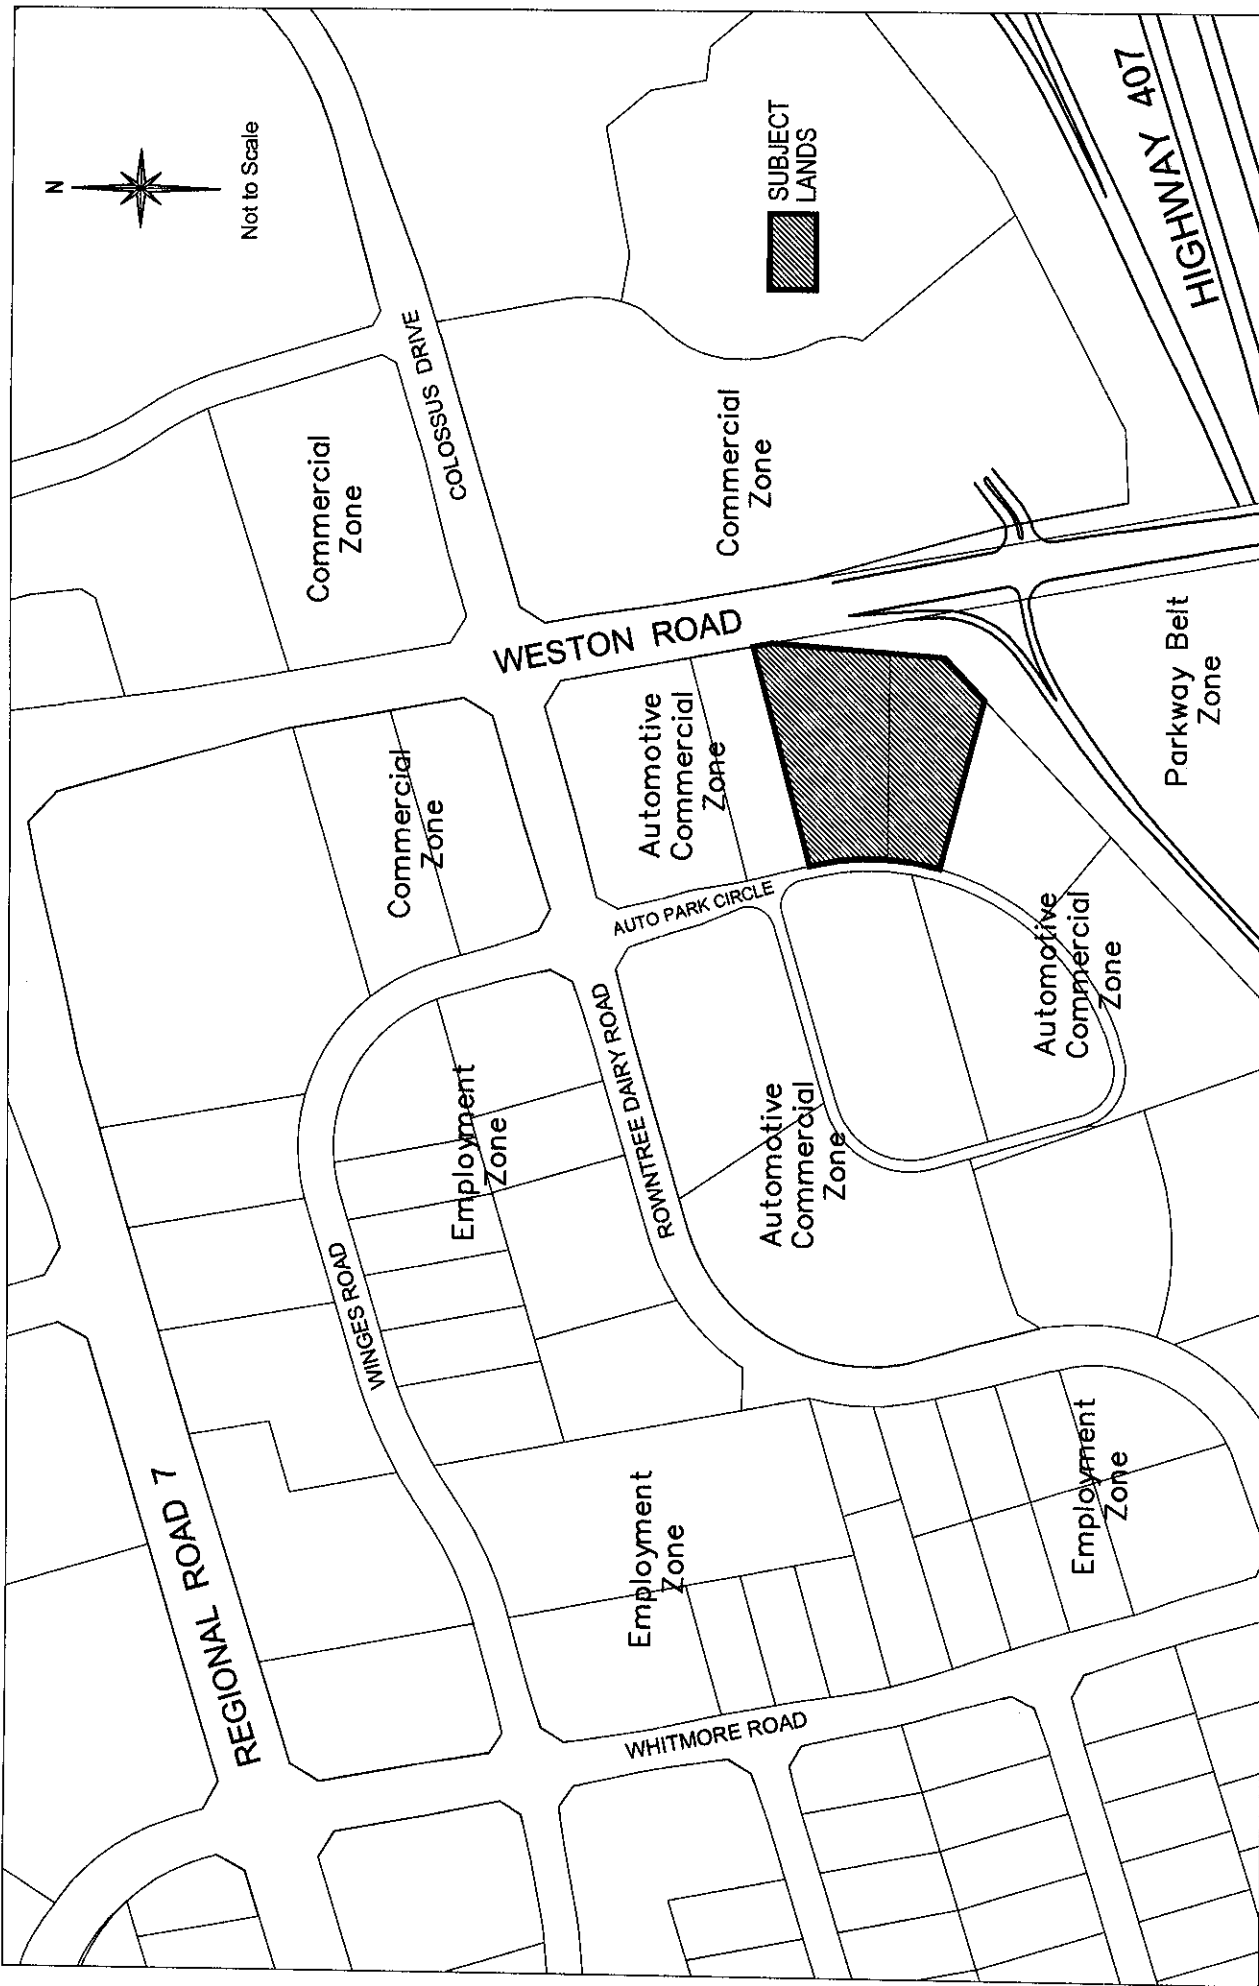 N
Not to Scale
SUBJECT
LANDS
HIGHWAY 407
COLOSSUS DRIVE
Commercial
Zone
Commercial
Zone
WESTON ROAD
Parkway Belt
Zone
Commercial
Zone
Automotive
Commercial
Zone
AUTO PARK CIRCLE
Automotive
Commercial
Zone
Employment
Zone
ROWNTREE DAIRY ROAD
Automotive
Commercial
Zone
WINGES ROAD
REGIONAL ROAD 7
Employment
Zone
Employment
Zone
WHITMORE ROAD